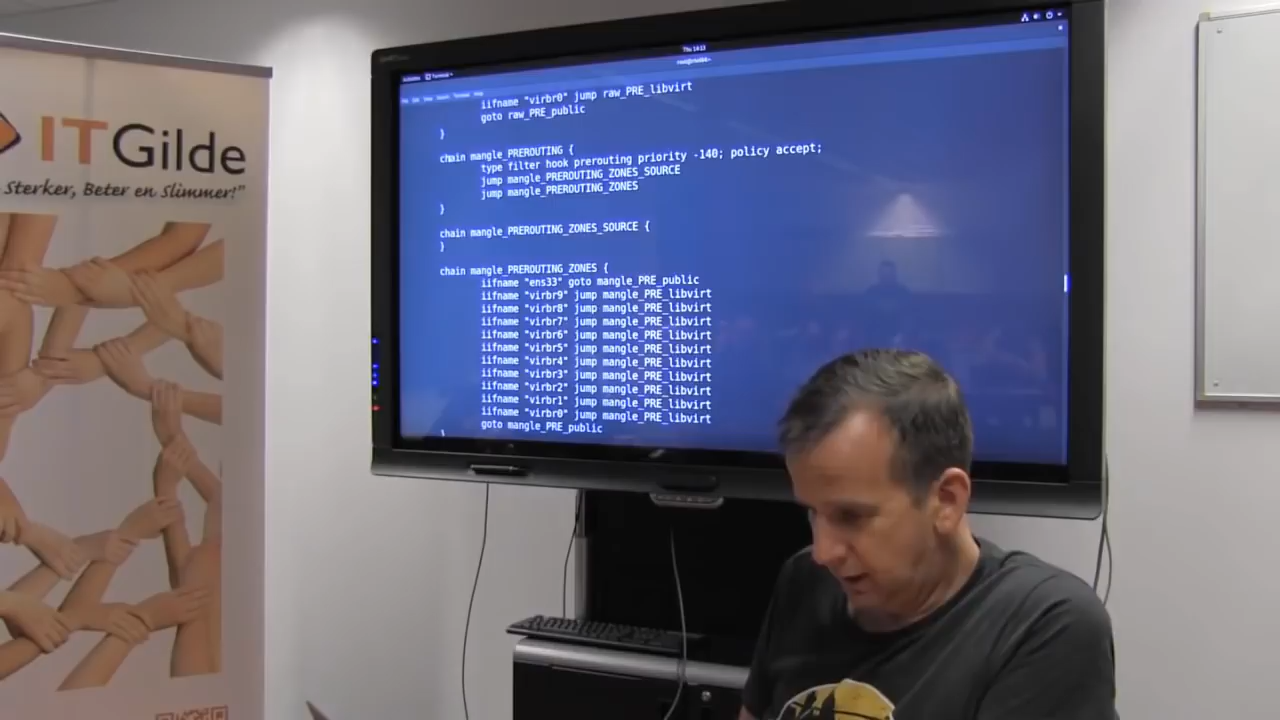 ITGilde
Sterker, Beter en Slimmer!"
Thu 14:13
iifname "virbr0" jump raw_PRE_libvirt
goto raw_PRE_public
}
chain mangle_PREROUTING {
type filter hook prerouting priority -140; policy accept;
jump mangle_PREROUTING_ZONES_SOURCE
jump mangle_PREROUTING_ZONES
}
chain mangle_PREROUTING_ZONES_SOURCE {
}
chain mangle_PREROUTING_ZONES {
iifname "ens33" goto mangle_PRE_public
iifname "virbr9" jump mangle_PRE_libvirt
iifname "virbr8" jump mangle_PRE_libvirt
iifname "virbr7" jump mangle_PRE_libvirt
iifname "virbr6" jump mangle_PRE_libvirt
iifname "virbr5" jump mangle_PRE_libvirt
iifname "virbr4" jump mangle_PRE_libvirt
iifname "virbr3" jump mangle_PRE_libvirt
iifname "virbr2" jump mangle_PRE_libvirt
iifname "virbr1" jump mangle_PRE_libvirt
iifname "virbr0" jump mangle_PRE_libvirt
goto mangle_PRE_public
}